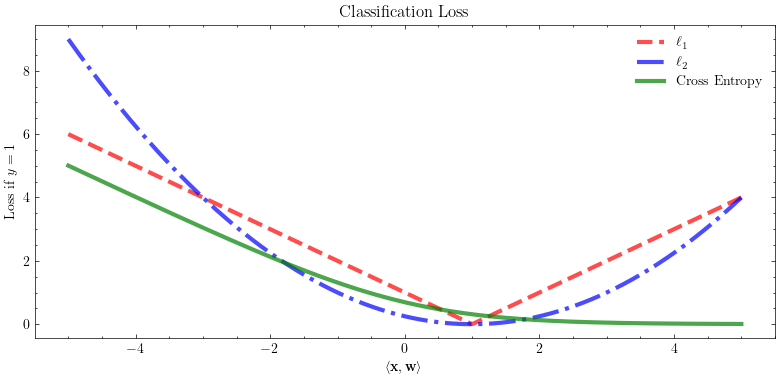 Classification Loss
ℓ₁
ℓ₂
Cross Entropy
8
6
4
2
0
Loss if y = 1
−4
−2
0
2
4
⟨x, w⟩